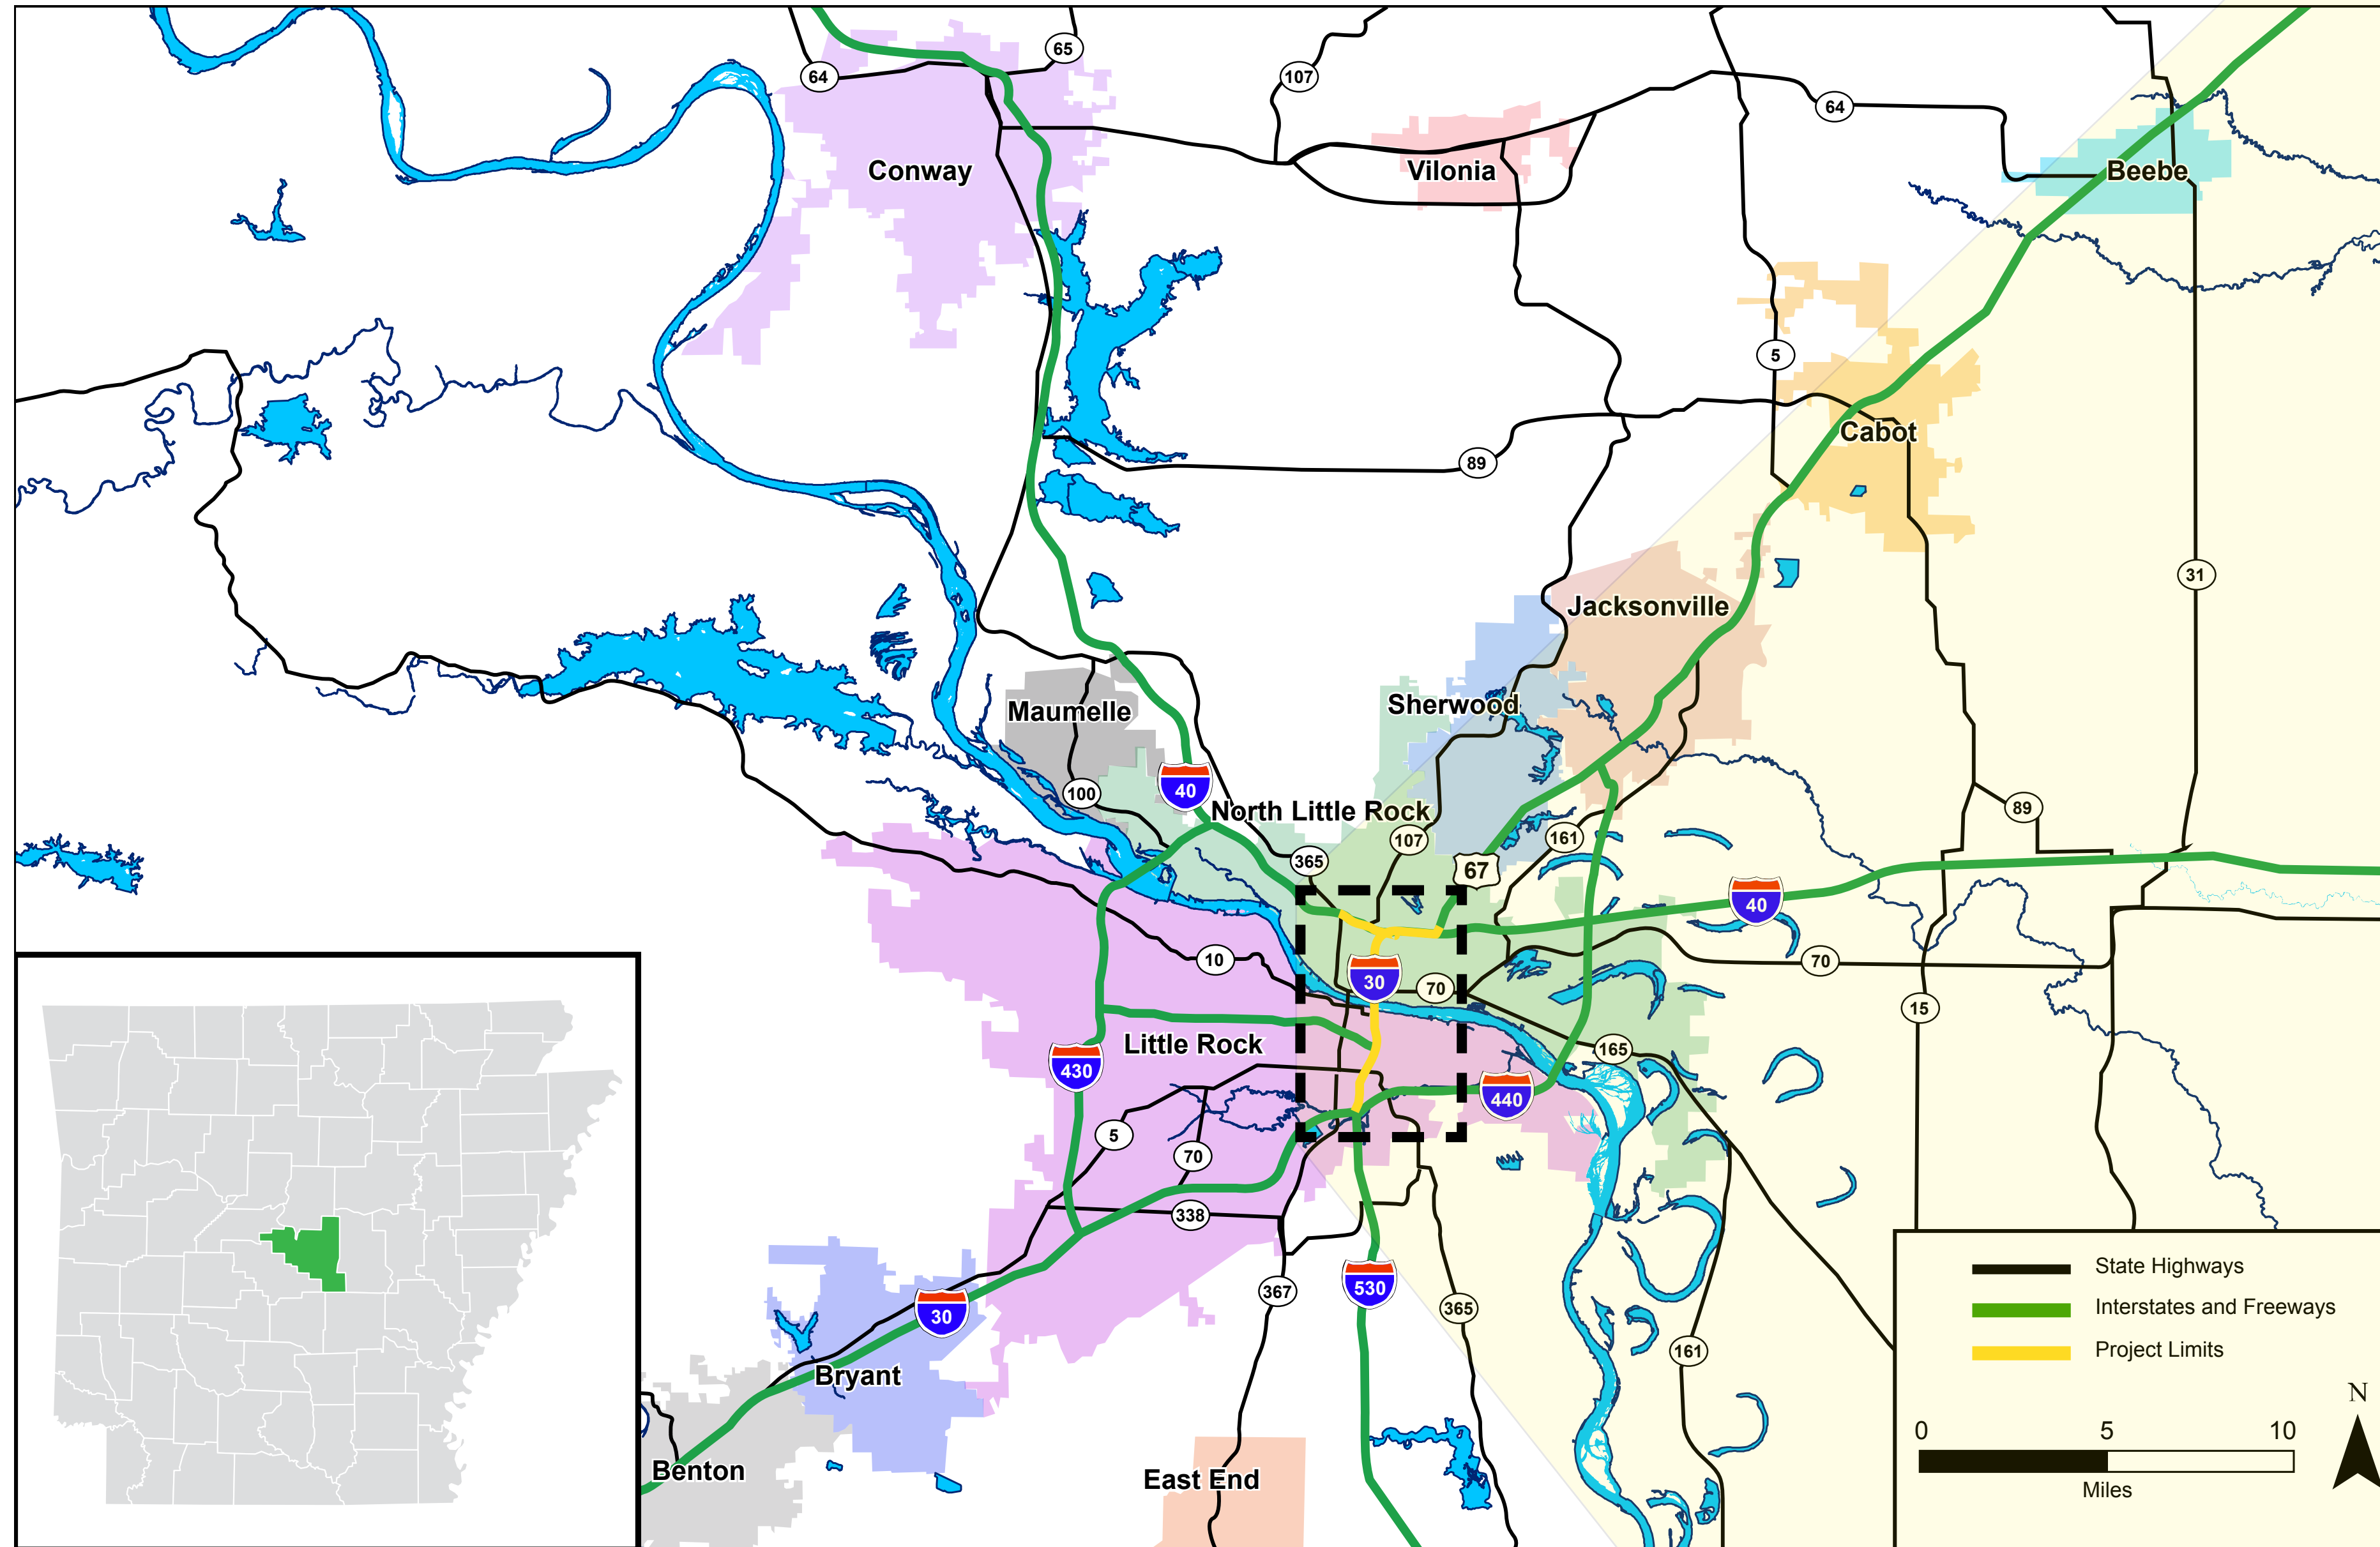 65
64
107
64
Conway
Vilonia
Beebe
5
Cabot
89
31
Jacksonville
Sherwood
Maumelle
40
100
North Little Rock
89
107
161
365
67
40
10
70
30
70
15
Little Rock
165
430
440
5
70
338
State Highways
530
367
Interstates and Freeways
365
30
Project Limits
161
Bryant
N
0 5 10
Benton
East End
Miles